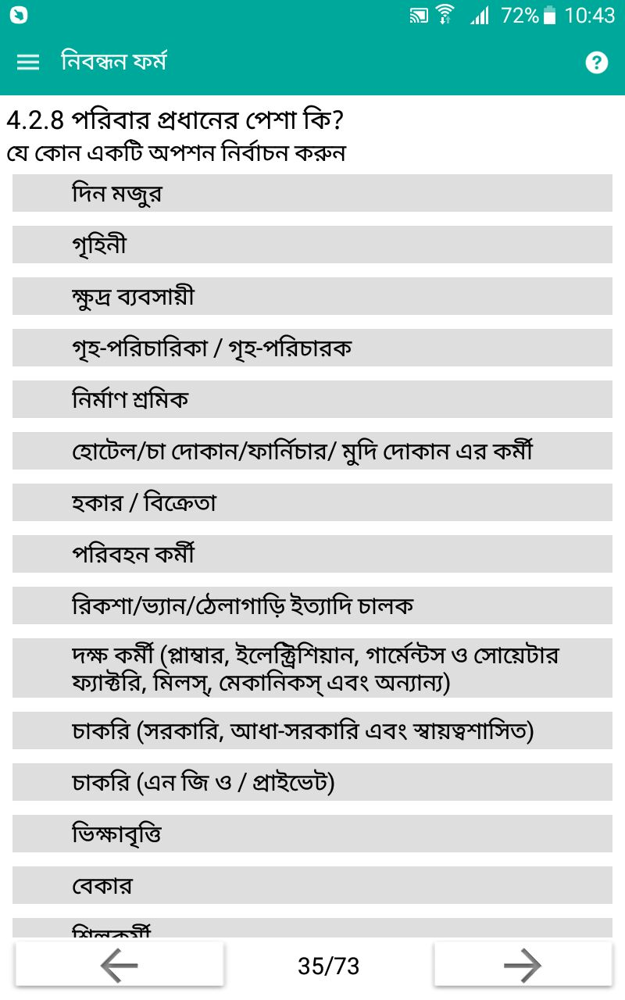 72% 10:43
নিবন্ধন ফর্ম
4.2.8 পরিবার প্রধানের পেশা কি?
যে কোন একটি অপশন নির্বাচন করুন
দিন মজুর
গৃহিনী
ক্ষুদ্র ব্যবসায়ী
গৃহ-পরিচারিকা / গৃহ-পরিচারক
নির্মাণ শ্রমিক
হোটেল/চা দোকান/ফার্নিচার/ মুদি দোকান এর কর্মী
হকার / বিক্রেতা
পরিবহন কর্মী
রিকশা/ভ্যান/ঠেলাগাড়ি ইত্যাদি চালক
দক্ষ কর্মী (প্লাম্বার, ইলেক্ট্রিশিয়ান, গার্মেন্টস ও সোয়েটার
ফ্যাক্টরি, মিলস্, মেকানিকস্ এবং অন্যান্য)
চাকরি (সরকারি, আধা-সরকারি এবং স্বায়ত্বশাসিত)
চাকরি (এন জি ও / প্রাইভেট)
ভিক্ষাবৃত্তি
বেকার
35/73